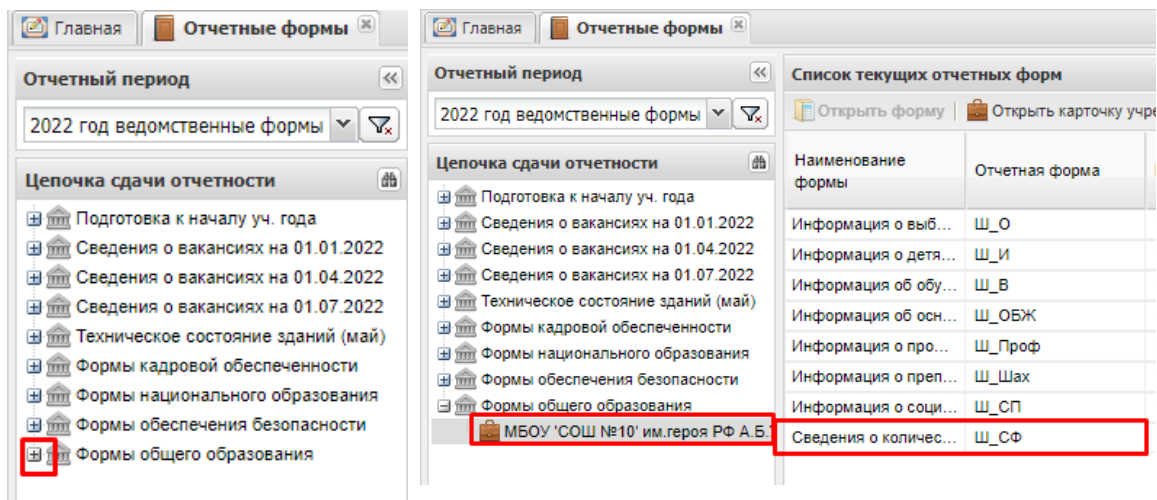 Главная
Отчетные формы
Отчетный период
2022 год ведомственные формы
Цепочка сдачи отчетности
Подготовка к началу уч. года
Сведения о вакансиях на 01.01.2022
Сведения о вакансиях на 01.04.2022
Сведения о вакансиях на 01.07.2022
Техническое состояние зданий (май)
Формы кадровой обеспеченности
Формы национального образования
Формы обеспечения безопасности
Формы общего образования
Главная
Отчетные формы
Отчетный период
2022 год ведомственные формы
Цепочка сдачи отчетности
Подготовка к началу уч. года
Сведения о вакансиях на 01.01.2022
Сведения о вакансиях на 01.04.2022
Сведения о вакансиях на 01.07.2022
Техническое состояние зданий (май)
Формы кадровой обеспеченности
Формы национального образования
Формы обеспечения безопасности
Формы общего образования
МБОУ 'СОШ №10' им.героя РФ А.Б.
Список текущих отчетных форм
Открыть форму
Открыть карточку учре
Наименование
формы
Отчетная форма
Информация о выб... Ш_О
Информация о детя... Ш_И
Информация об обу... Ш_В
Информация об осн... Ш_ОБЖ
Информация о про... Ш_Проф
Информация о преп... Ш_Шах
Информация о соци... Ш_СП
Сведения о количес... Ш_СФ